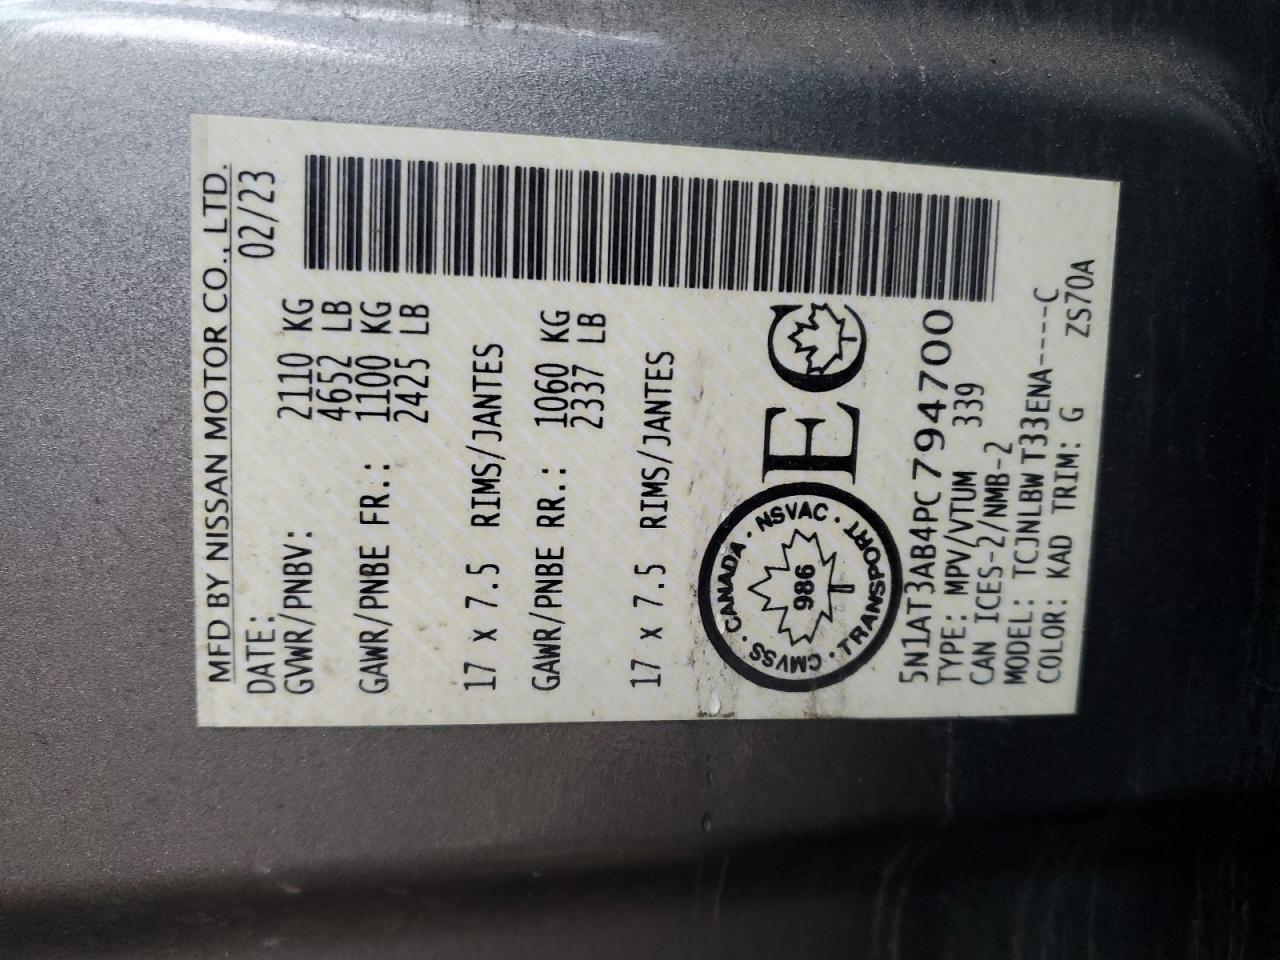 MFD BY NISSAN MOTOR CO., LTD.
DATE: 02/23
GVWR/PNBV: 2110 KG
4652 LB
GAWR/PNBE FR.: 1100 KG
2425 LB
17 x 7.5 RIMS/JANTES
GAWR/PNBE RR.: 1060 KG
2337 LB
17 x 7.5 RIMS/JANTES
CMVSS · CANADA · NSVAC · TRANSPORT ·
986
EC
5N1AT3AB4PC794700
TYPE: MPV/VTUM 339
CAN ICES-2/NMB-2
MODEL: TCJNLBW T33ENA-----C
COLOR: KAD TRIM: G ZS70A